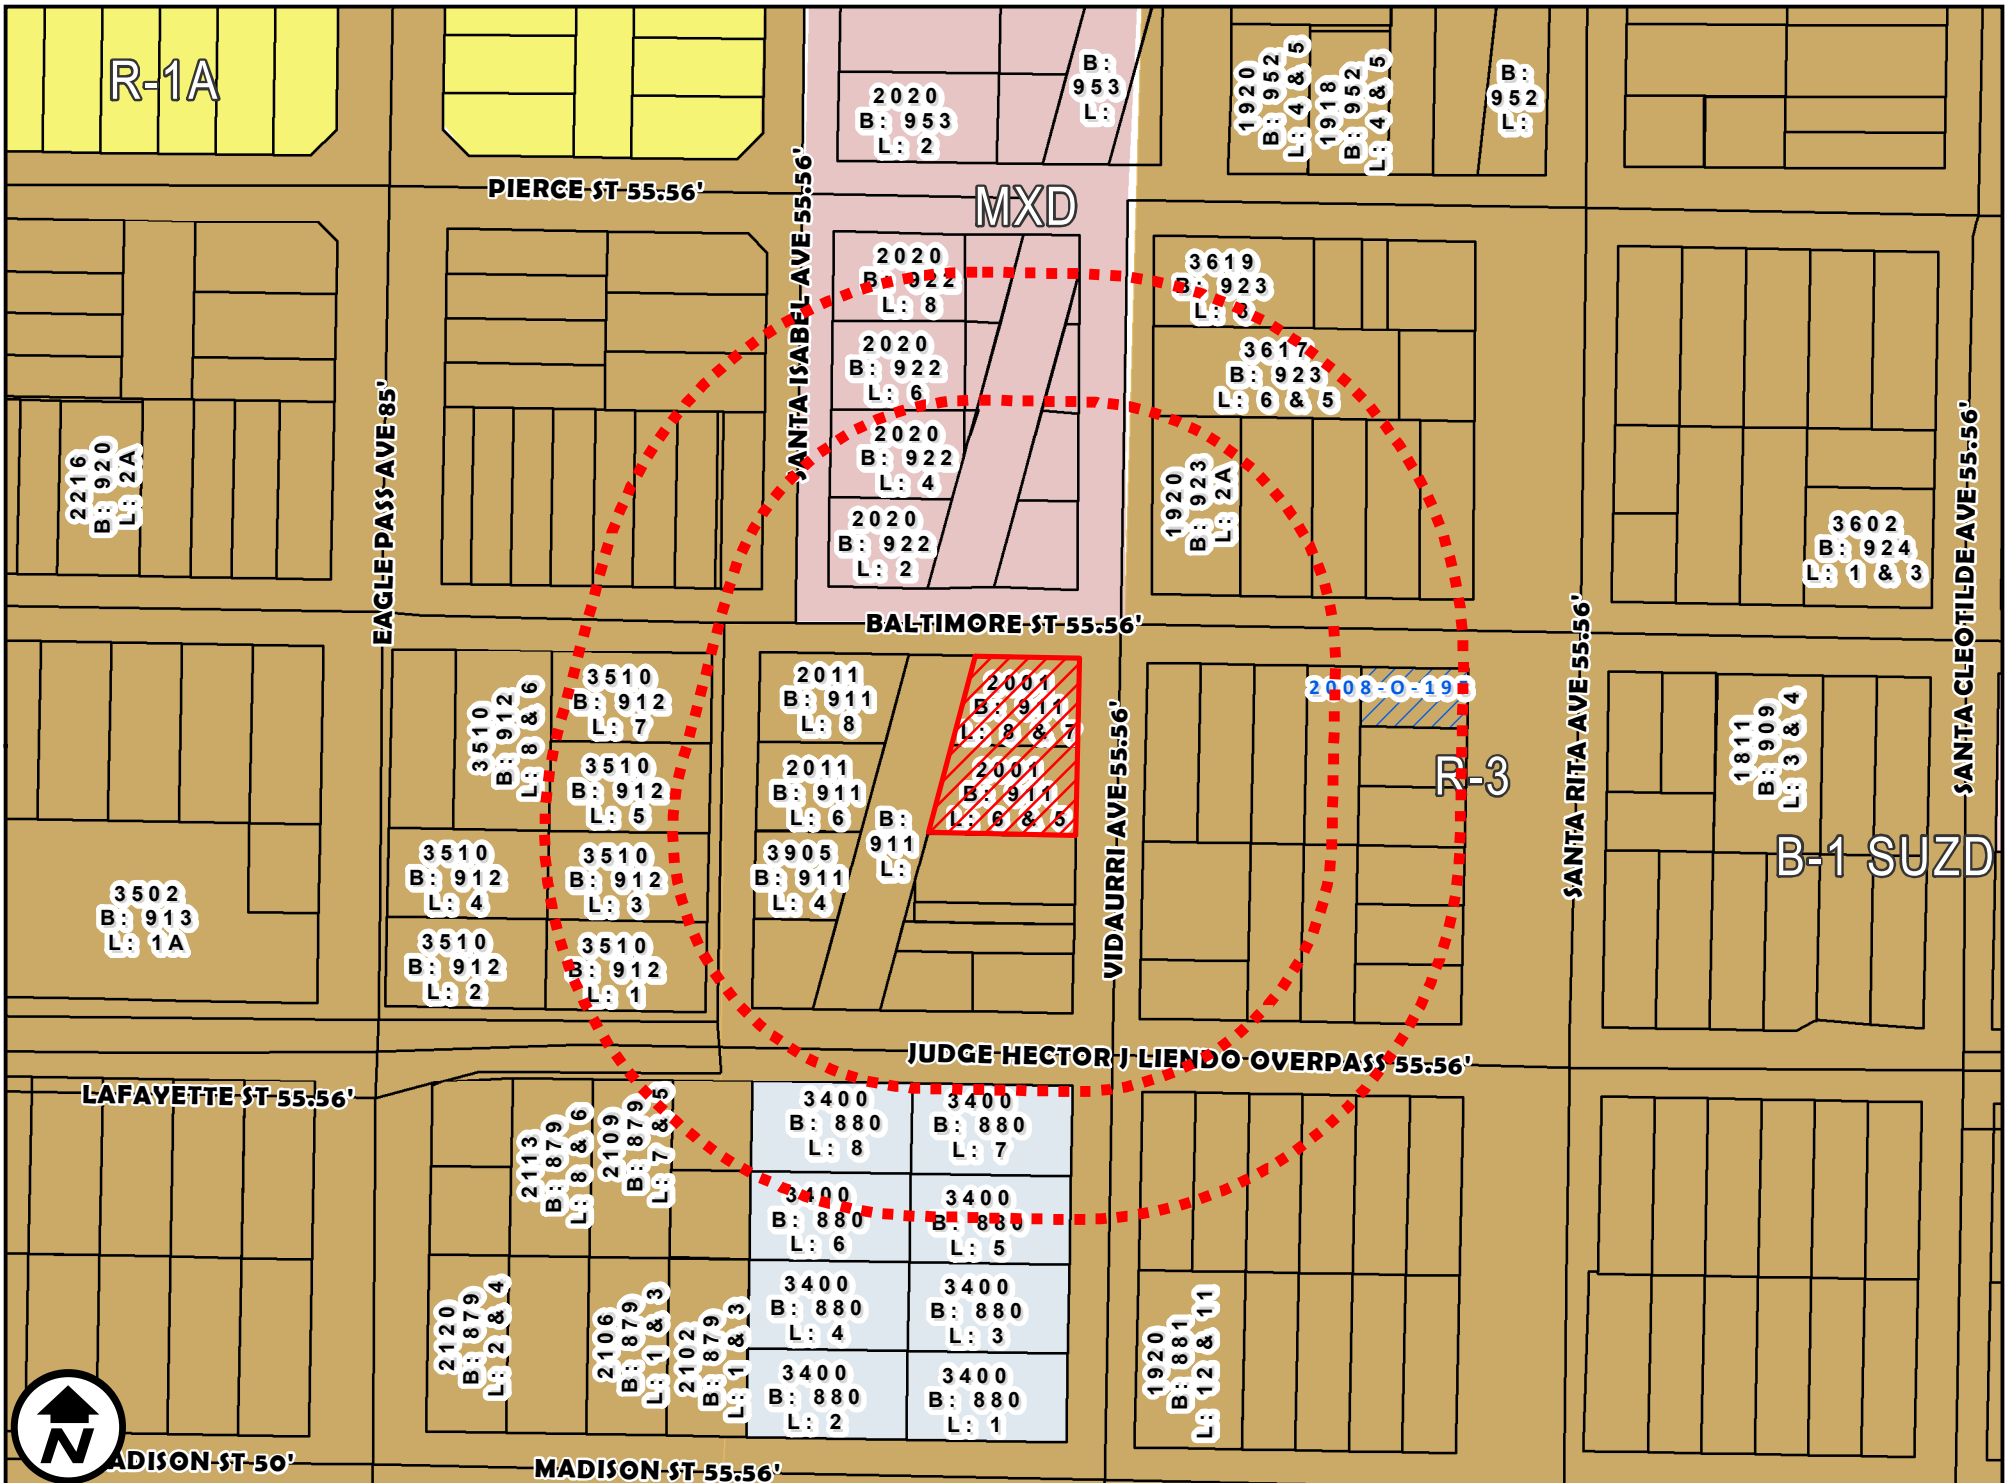 R-1A
2020
B: 953
L: 2
B:
953
L:
1920
B: 952
L: 4 & 5
1918
B: 952
L: 4 & 5
B:
952
L:
PIERCE ST 55.56'
SANTA ISABEL AVE 55.56'
MXD
2020
B: 922
L: 8
3619
B: 923
L: 8
2020
B: 922
L: 6
3617
B: 923
L: 6 & 5
EAGLE PASS AVE 85'
2216
B: 920
L: 2A
2020
B: 922
L: 4
1920
B: 923
L: 2A
2020
B: 922
L: 2
3602
B: 924
L: 1 & 3
SANTA CLEOTILDE AVE 55.56'
BALTIMORE ST 55.56'
SANTA RITA AVE 55.56'
3510
B: 912
L: 8 & 6
3510
B: 912
L: 7
2011
B: 911
L: 8
2001
B: 911
L: 8 & 7
VIDAURRI AVE 55.56'
1811
B: 909
L: 3 & 4
3510
B: 912
L: 5
2011
B: 911
L: 6
2001
B: 911
L: 6 & 5
R-3
B:
911
L:
3510
B: 912
L: 4
3510
B: 912
L: 3
3905
B: 911
L: 4
B-1 SUZD
3502
B: 913
L: 1A
3510
B: 912
L: 2
3510
B: 912
L: 1
JUDGE HECTOR J LIENDO OVERPASS 55.56'
LAFAYETTE ST 55.56'
2113
B: 879
L: 8 & 6
2109
B: 879
L: 7 & 5
3400
B: 880
L: 8
3400
B: 880
L: 7
3400
B: 880
L: 6
3400
B: 880
L: 5
2120
B: 879
L: 2 & 4
2106
B: 879
L: 1 & 3
2102
B: 879
L: 1 & 3
3400
B: 880
L: 4
3400
B: 880
L: 3
1920
B: 881
L: 12 & 11
3400
B: 880
L: 2
3400
B: 880
L: 1
N
ADISON ST 50'
MADISON ST 55.56'